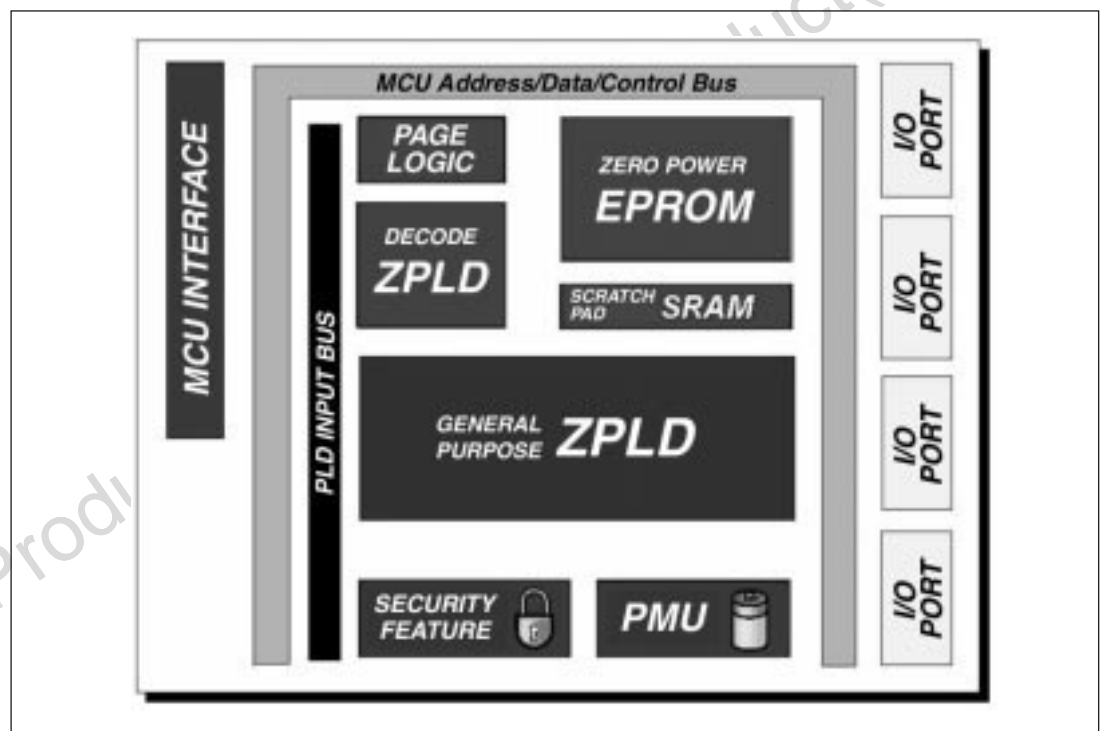 MCU Address/Data/Control Bus
MCU INTERFACE
PLD INPUT BUS
PAGE
LOGIC
DECODE
ZPLD
ZERO POWER
EPROM
SCRATCH
PAD
SRAM
GENERAL
PURPOSE
ZPLD
SECURITY
FEATURE
PMU
I/O
PORT
I/O
PORT
I/O
PORT
I/O
PORT